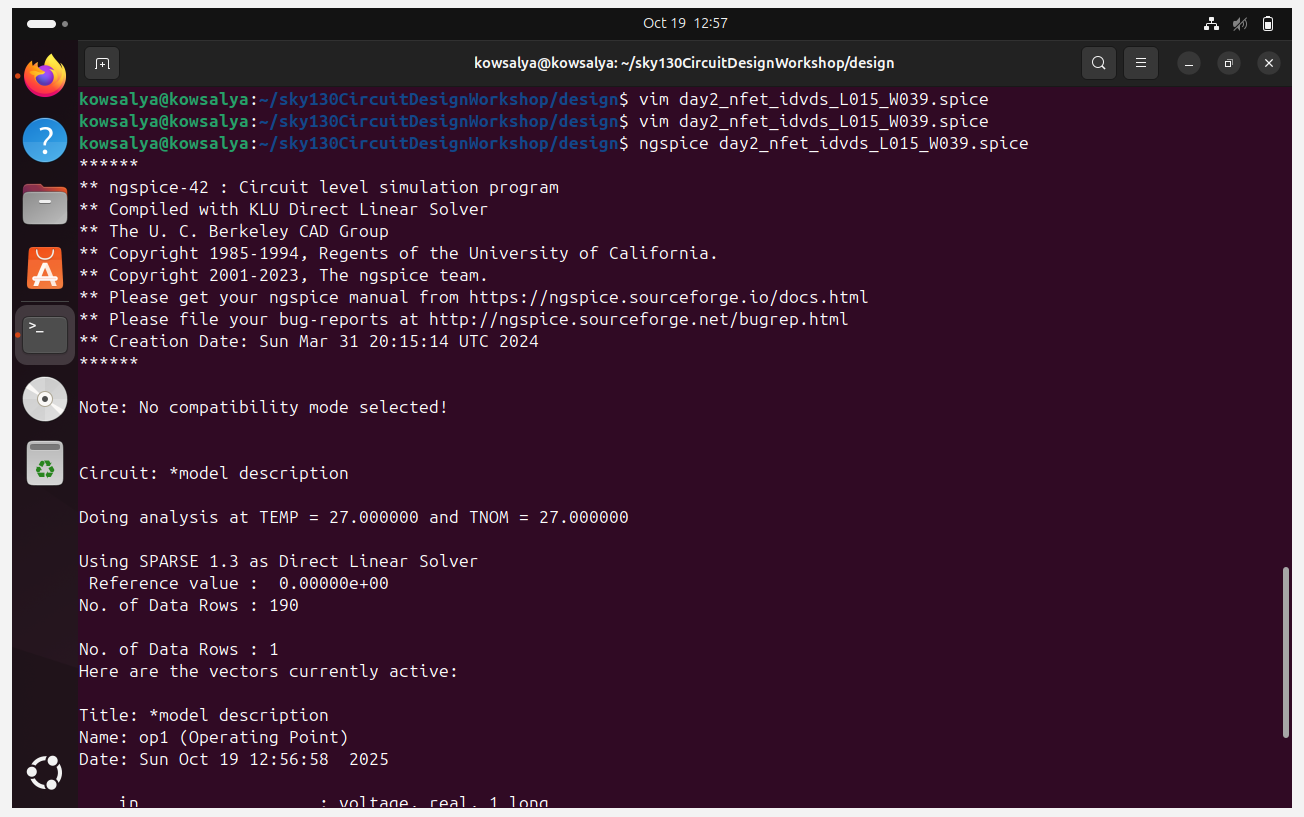 Oct 19 12:57
kowsalya@kowsalya: ~/sky130CircuitDesignWorkshop/design
kowsalya@kowsalya:~/sky130CircuitDesignWorkshop/design$ vim day2_nfet_idvds_L015_W039.spice
kowsalya@kowsalya:~/sky130CircuitDesignWorkshop/design$ vim day2_nfet_idvds_L015_W039.spice
kowsalya@kowsalya:~/sky130CircuitDesignWorkshop/design$ ngspice day2_nfet_idvds_L015_W039.spice
******
** ngspice-42 : Circuit level simulation program
** Compiled with KLU Direct Linear Solver
** The U. C. Berkeley CAD Group
** Copyright 1985-1994, Regents of the University of California.
** Copyright 2001-2023, The ngspice team.
** Please get your ngspice manual from https://ngspice.sourceforge.io/docs.html
** Please file your bug-reports at http://ngspice.sourceforge.net/bugrep.html
** Creation Date: Sun Mar 31 20:15:14 UTC 2024
******
Note: No compatibility mode selected!
Circuit: *model description
Doing analysis at TEMP = 27.000000 and TNOM = 27.000000
Using SPARSE 1.3 as Direct Linear Solver
Reference value :  0.00000e+00
No. of Data Rows : 190
No. of Data Rows : 1
Here are the vectors currently active:
Title: *model description
Name: op1 (Operating Point)
Date: Sun Oct 19 12:56:58  2025
in : voltage, real, 1 long